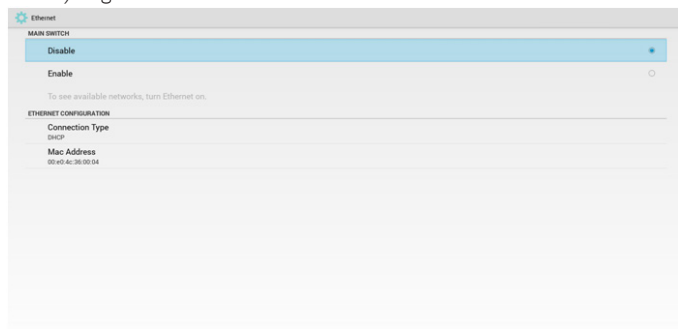 Ethernet
MAIN SWITCH
Disable
Enable
To see available networks, turn Ethernet on.
ETHERNET CONFIGURATION
Connection Type
DHCP
Mac Address
00:e0:4c:36:00:04